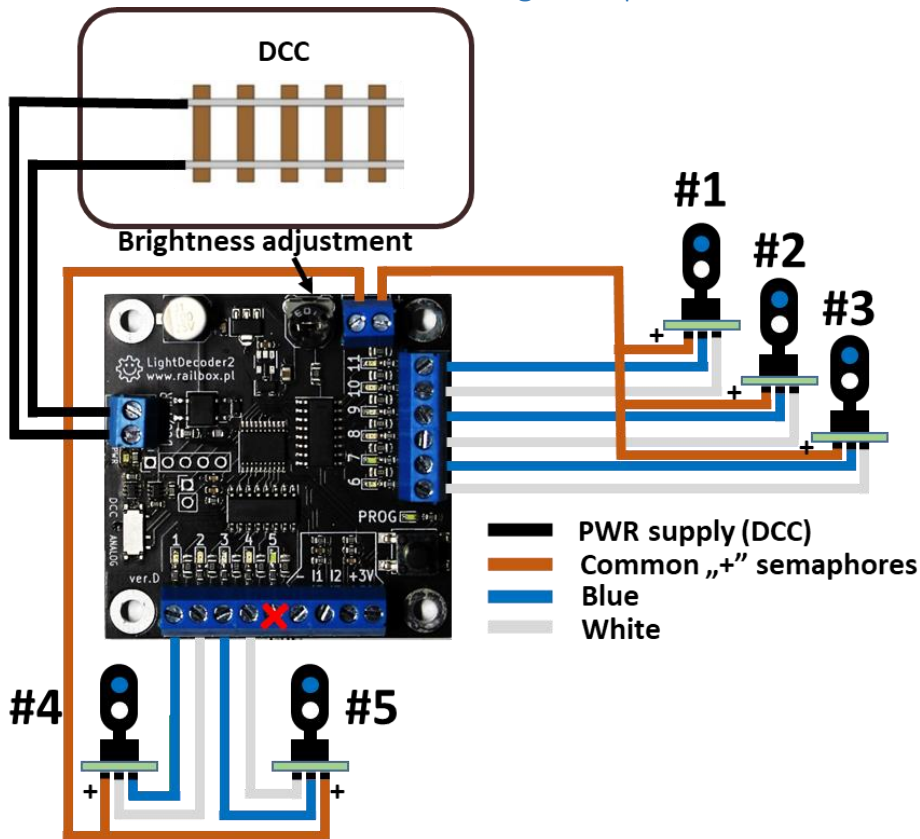 DCC
Brightness adjustment
#1
#2
#3
+
+
+
LightDecoder2
www.railbox.pl
11
10
9
8
7
6
PWR
DCC
ANALOG
PROG
1 2 3 4 5
- I1 I2 +3V
ver.D
PWR supply (DCC)
Common „+” semaphores
Blue
White
#4
#5
+
+